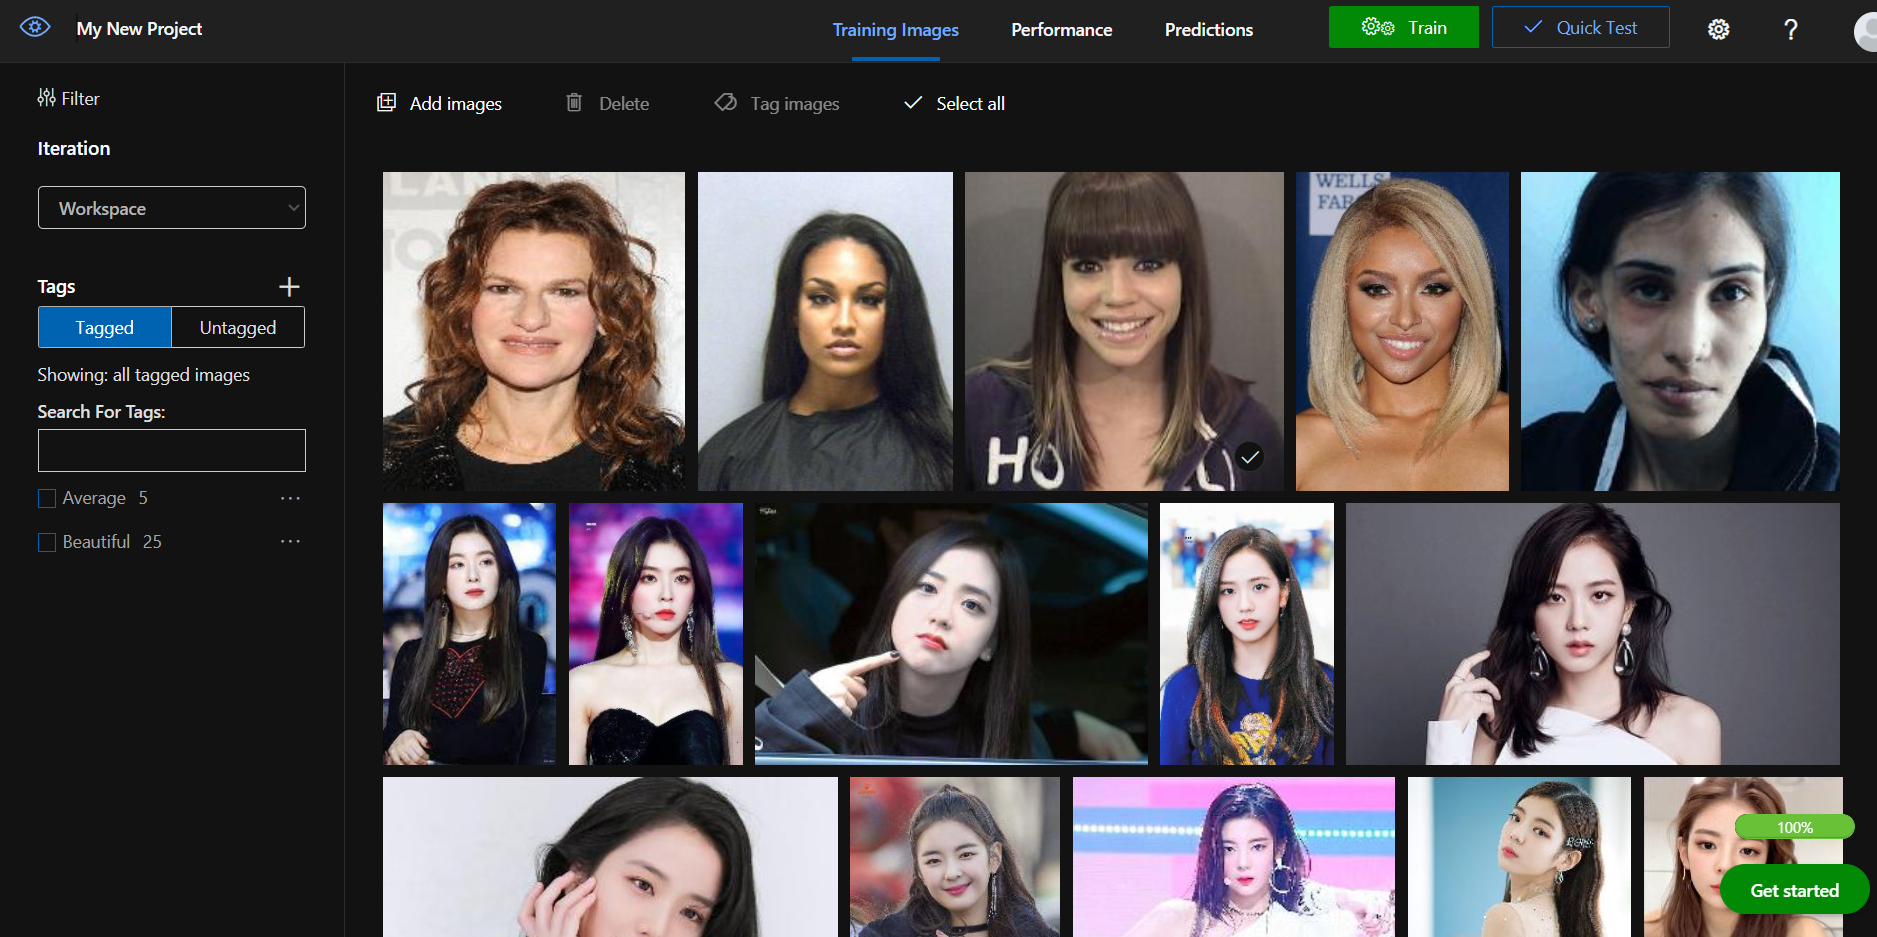 My New Project
Training Images
Performance
Predictions
Train
Quick Test
?
Filter
Add images
Delete
Tag images
Select all
Iteration
Workspace
Tags
Tagged
Untagged
Showing: all tagged images
Search For Tags:
Average 5
Beautiful 25
WELLS
HO
100%
Get started